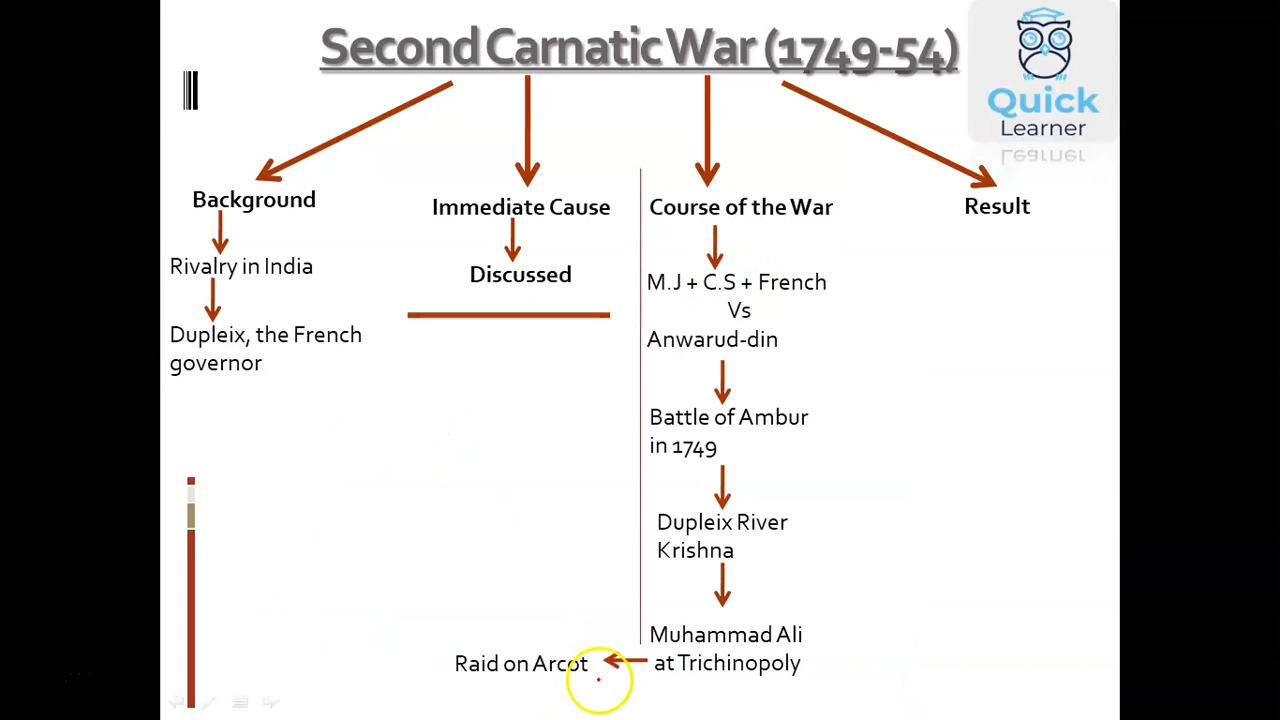 Second Carnatic War (1749-54)
Quick
Learner
Background
Rivalry in India
Dupleix, the French
governor
Immediate Cause
Discussed
Course of the War
M.J + C.S + French
Vs
Anwarud-din
Battle of Ambur
in 1749
Dupleix River
Krishna
Muhammad Ali
at Trichinopoly
Raid on Arcot
Result